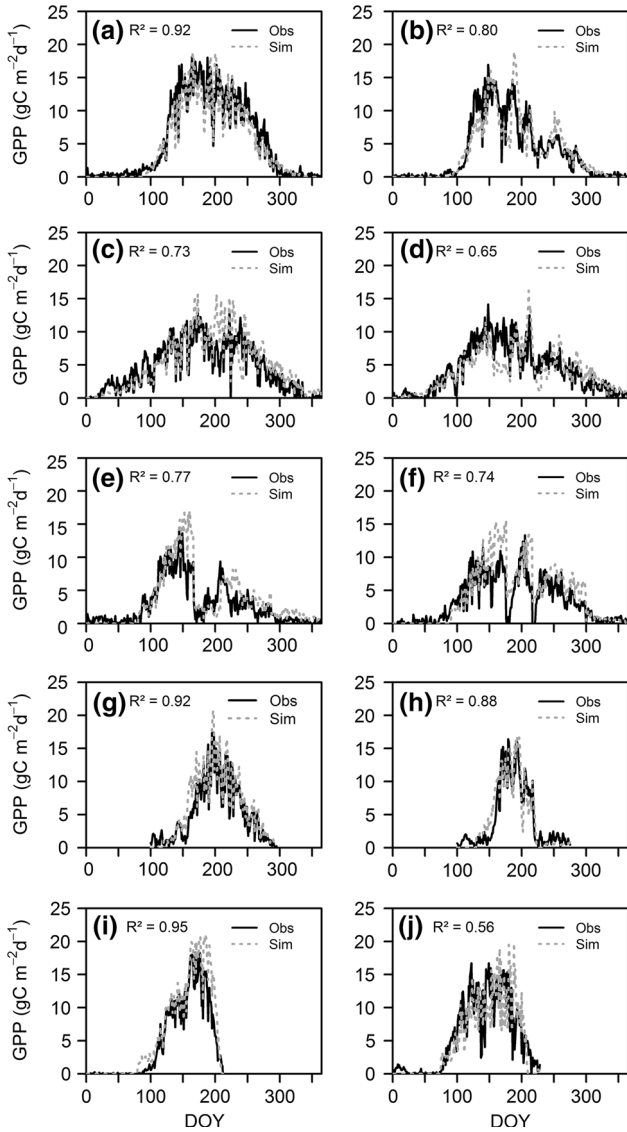 (a) R² = 0.92 Obs Sim
25 20 15 10 5 0
GPP (gC m⁻²d⁻¹)
0 100 200 300
(b) R² = 0.80 Obs Sim
25 20 15 10 5 0
0 100 200 300
(c) R² = 0.73 Obs Sim
25 20 15 10 5 0
GPP (gC m⁻²d⁻¹)
0 100 200 300
(d) R² = 0.65 Obs Sim
25 20 15 10 5 0
0 100 200 300
(e) R² = 0.77 Obs Sim
25 20 15 10 5 0
GPP (gC m⁻²d⁻¹)
0 100 200 300
(f) R² = 0.74 Obs Sim
25 20 15 10 5 0
0 100 200 300
(g) R² = 0.92 Obs Sim
25 20 15 10 5 0
GPP (gC m⁻²d⁻¹)
0 100 200 300
(h) R² = 0.88 Obs Sim
25 20 15 10 5 0
0 100 200 300
(i) R² = 0.95 Obs Sim
25 20 15 10 5 0
GPP (gC m⁻²d⁻¹)
0 100 200 300
DOY
(j) R² = 0.56 Obs Sim
25 20 15 10 5 0
0 100 200 300
DOY